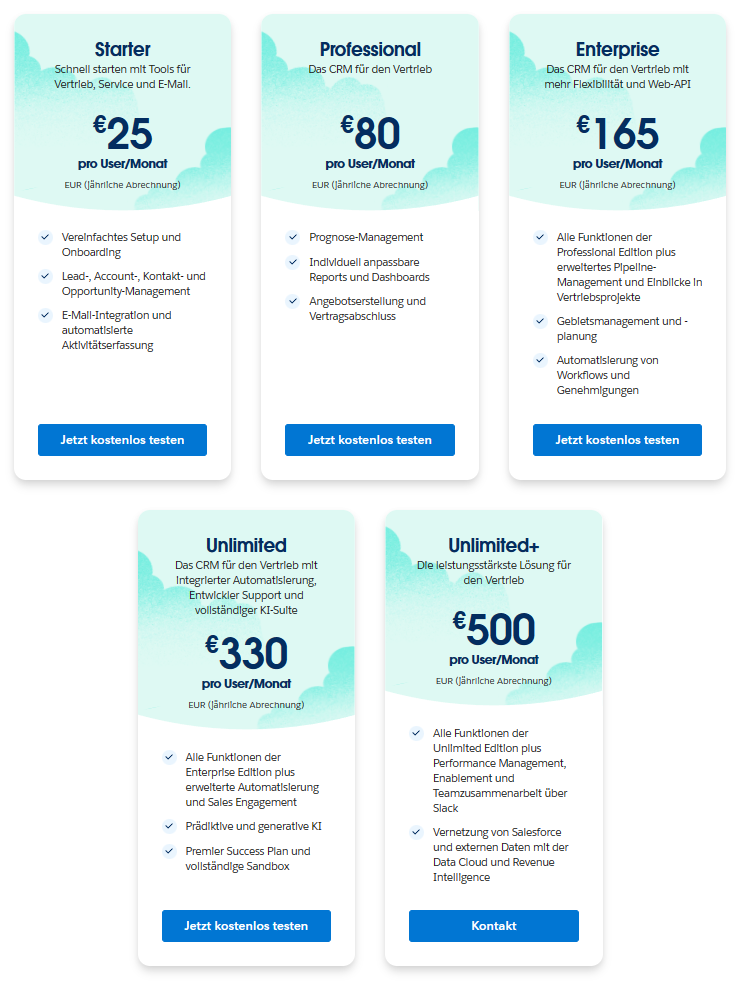 Starter
Schnell starten mit Tools für
Vertrieb, Service und E-Mail.
€25
pro User/Monat
EUR (jährliche Abrechnung)
Vereinfachtes Setup und
Onboarding
Lead-, Account-, Kontakt- und
Opportunity-Management
E-Mail-Integration und
automatisierte
Aktivitätserfassung
Jetzt kostenlos testen
Professional
Das CRM für den Vertrieb
€80
pro User/Monat
EUR (jährliche Abrechnung)
Prognose-Management
Individuell anpassbare
Reports und Dashboards
Angebotserstellung und
Vertragsabschluss
Jetzt kostenlos testen
Enterprise
Das CRM für den Vertrieb mit
mehr Flexibilität und Web-API
€165
pro User/Monat
EUR (jährliche Abrechnung)
Alle Funktionen der
Professional Edition plus
erweitertes Pipeline-
Management und Einblicke in
Vertriebsprojekte
Gebietsmanagement und -
planung
Automatisierung von
Workflows und
Genehmigungen
Jetzt kostenlos testen
Unlimited
Das CRM für den Vertrieb mit
integrierter Automatisierung,
Entwickler Support und
vollständiger KI-Suite
€330
pro User/Monat
EUR (jährliche Abrechnung)
Alle Funktionen der
Enterprise Edition plus
erweiterte Automatisierung
und Sales Engagement
Prädiktive und generative KI
Premier Success Plan und
vollständige Sandbox
Jetzt kostenlos testen
Unlimited+
Die leistungsstärkste Lösung für
den Vertrieb
€500
pro User/Monat
EUR (jährliche Abrechnung)
Alle Funktionen der
Unlimited Edition plus
Performance Management,
Enablement und
Teamzusammenarbeit über
Slack
Vernetzung von Salesforce
und externen Daten mit der
Data Cloud und Revenue
Intelligence
Kontakt